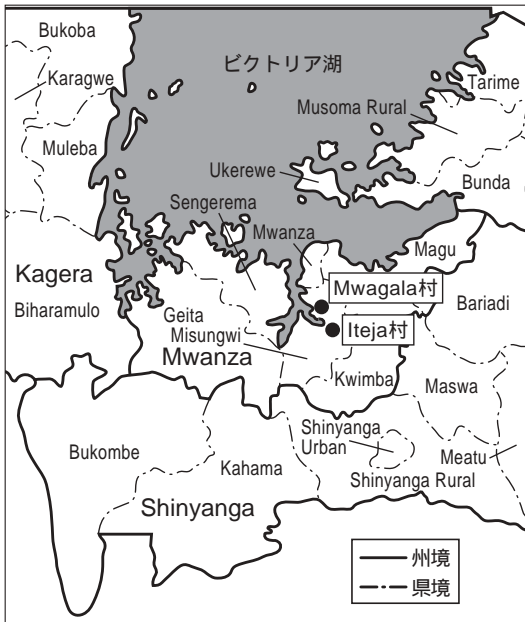 Bukoba
Karagwe
ビクトリア湖
Tarime
Musoma Rural
Muleba
Ukerewe
Bunda
Sengerema
Mwanza
Magu
Kagera
Mwagala村
Biharamulo
Bariadi
Geita
Iteja村
Misungwi
Mwanza
Kwimba
Maswa
Shinyanga
Urban
Bukombe
Meatu
Kahama
Shinyanga Rural
Shinyanga
州境
県境